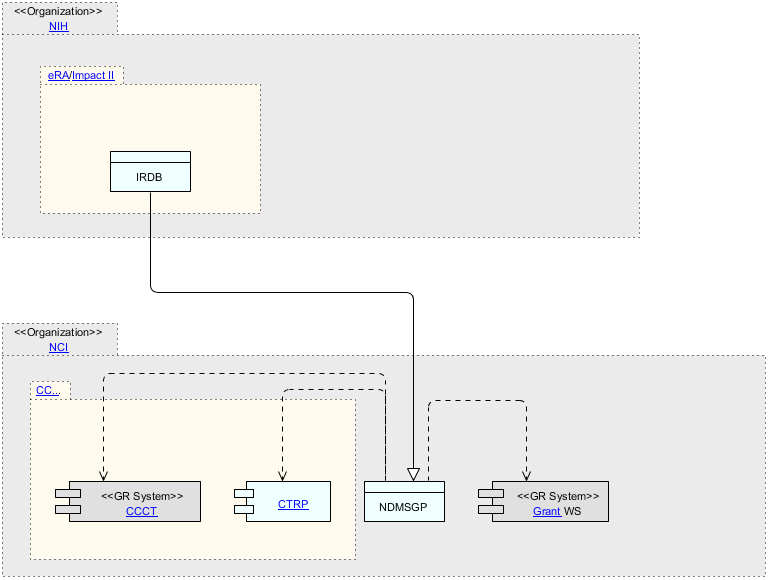 <<Organization>>
NIH
eRA/Impact II
IRDB
<<Organization>>
NCI
CC...
<<GR System>>
CCCT
CTRP
NDMSGP
<<GR System>>
Grant WS